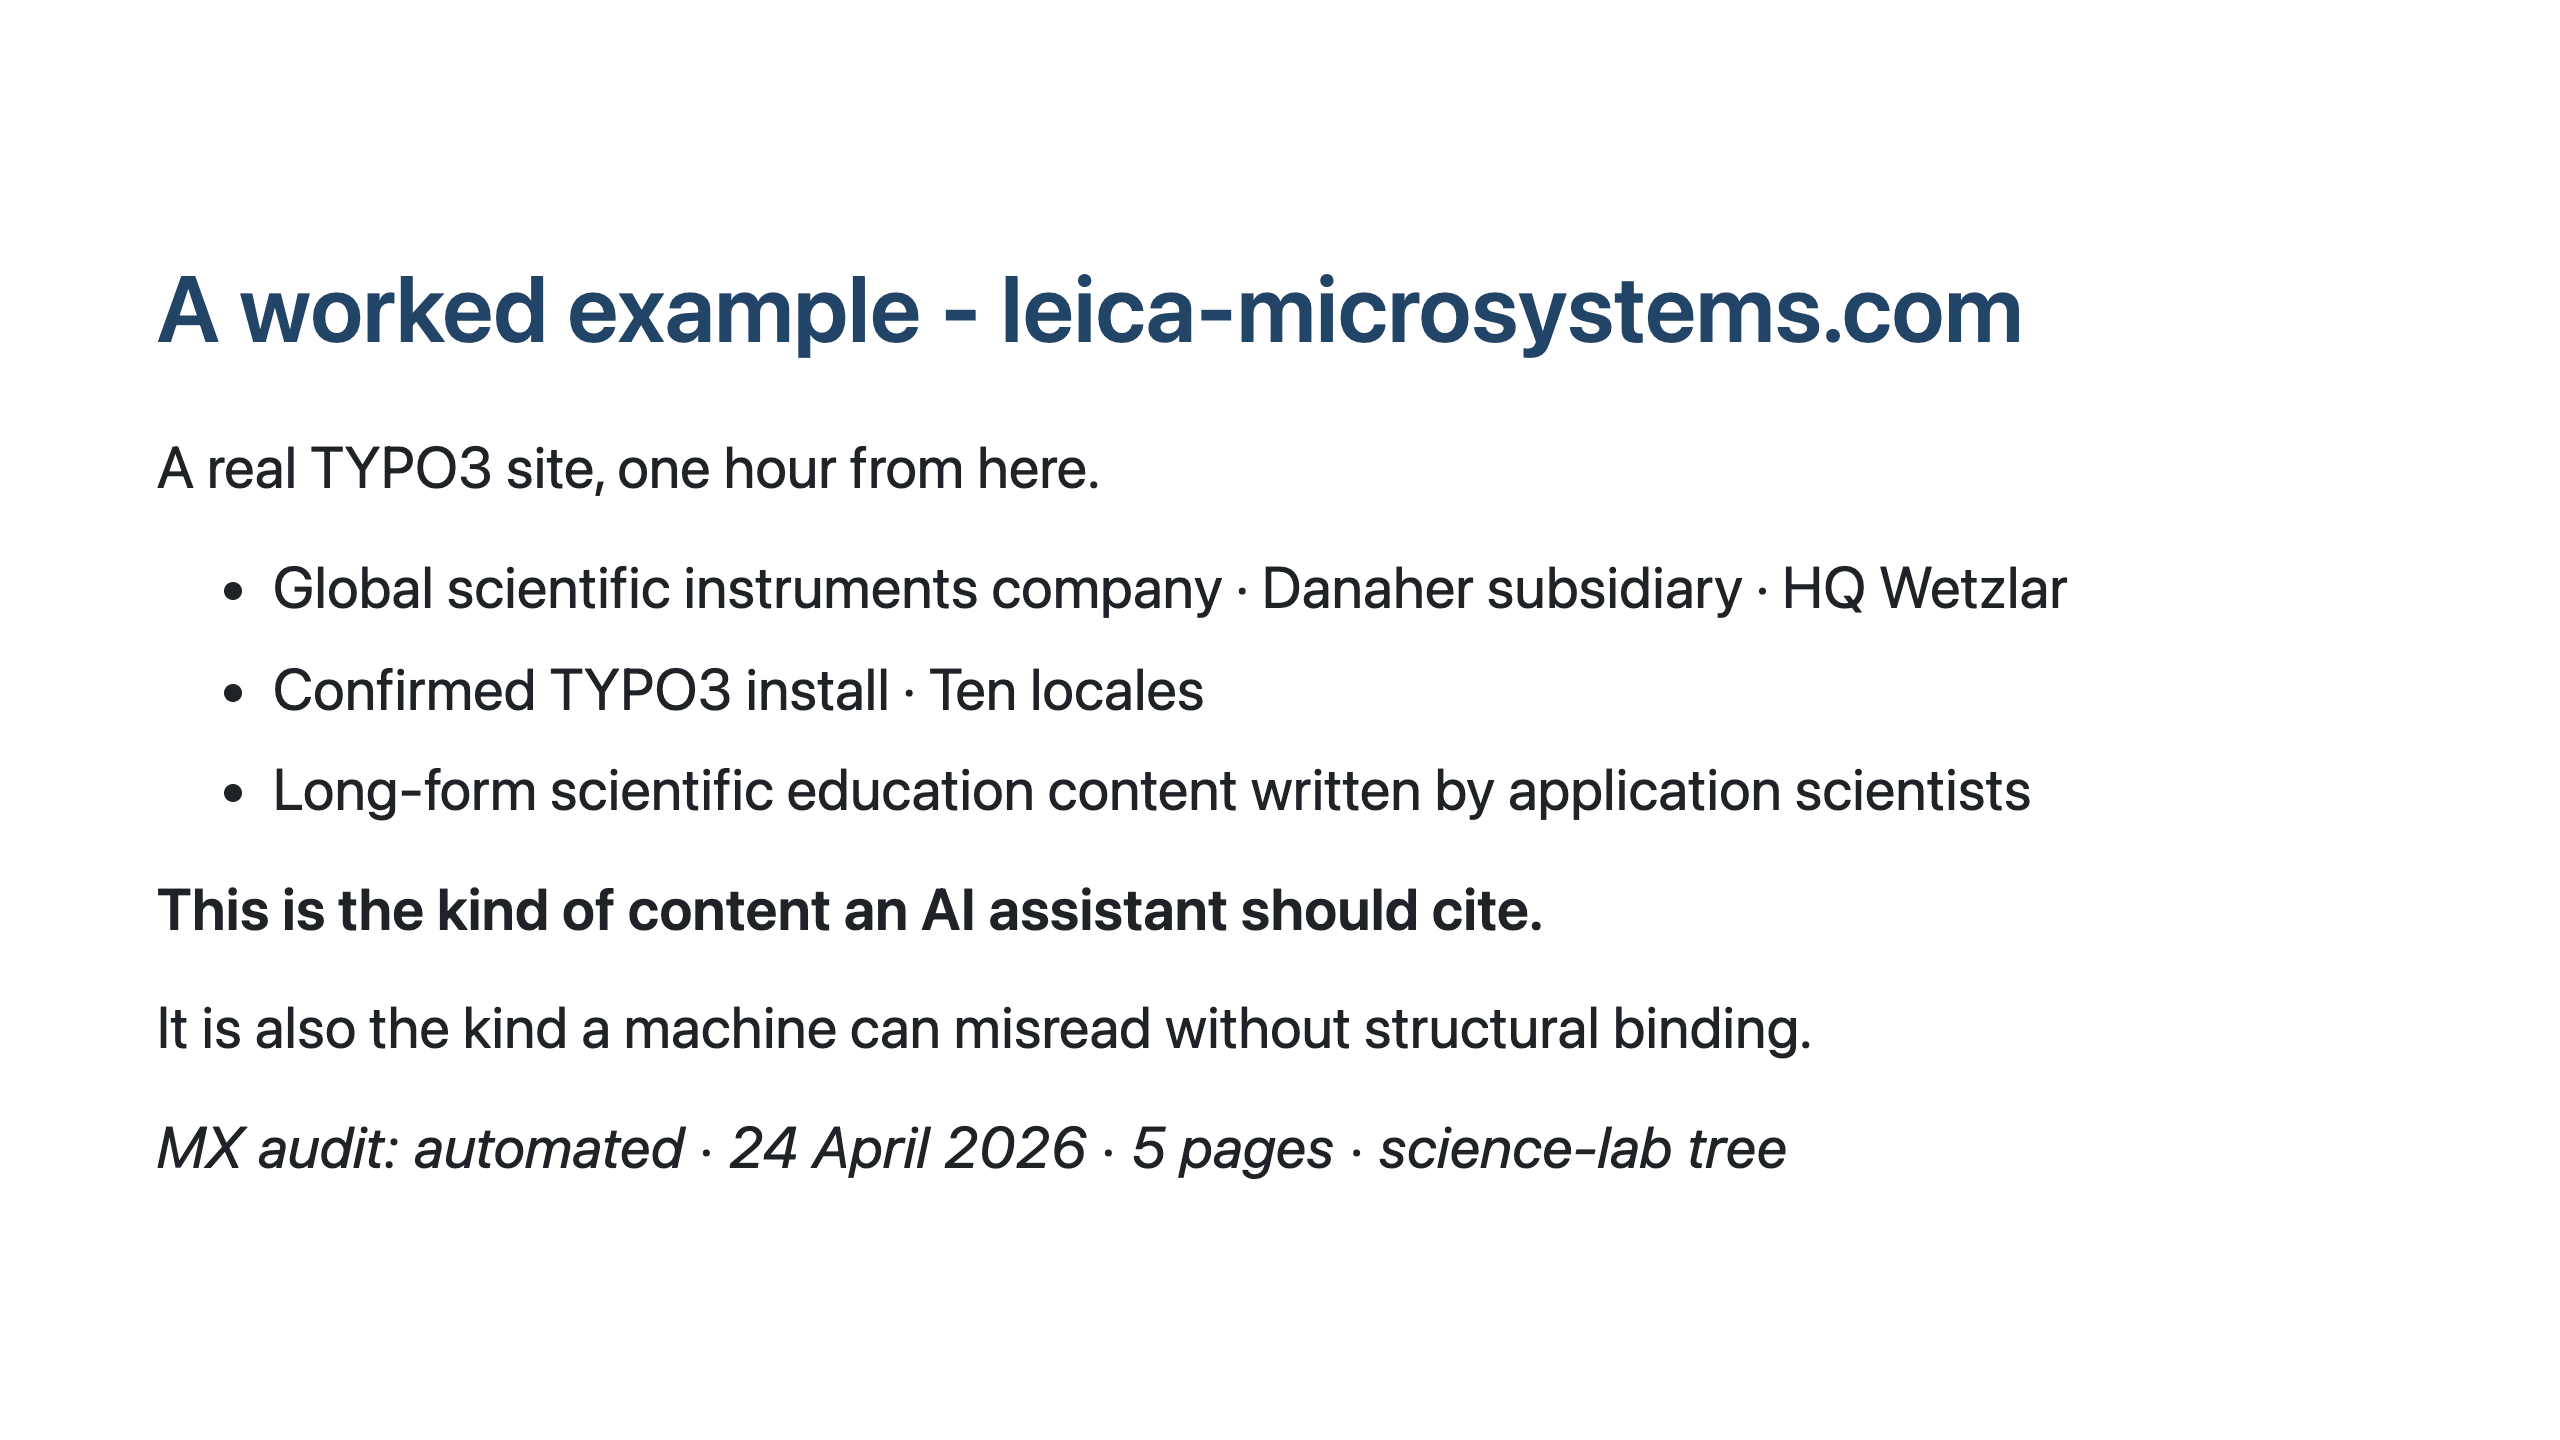 A worked example - leica-microsystems.com
A real TYPO3 site, one hour from here.
• Global scientific instruments company · Danaher subsidiary · HQ Wetzlar
• Confirmed TYPO3 install · Ten locales
• Long-form scientific education content written by application scientists
This is the kind of content an AI assistant should cite.
It is also the kind a machine can misread without structural binding.
MX audit: automated · 24 April 2026 · 5 pages · science-lab tree